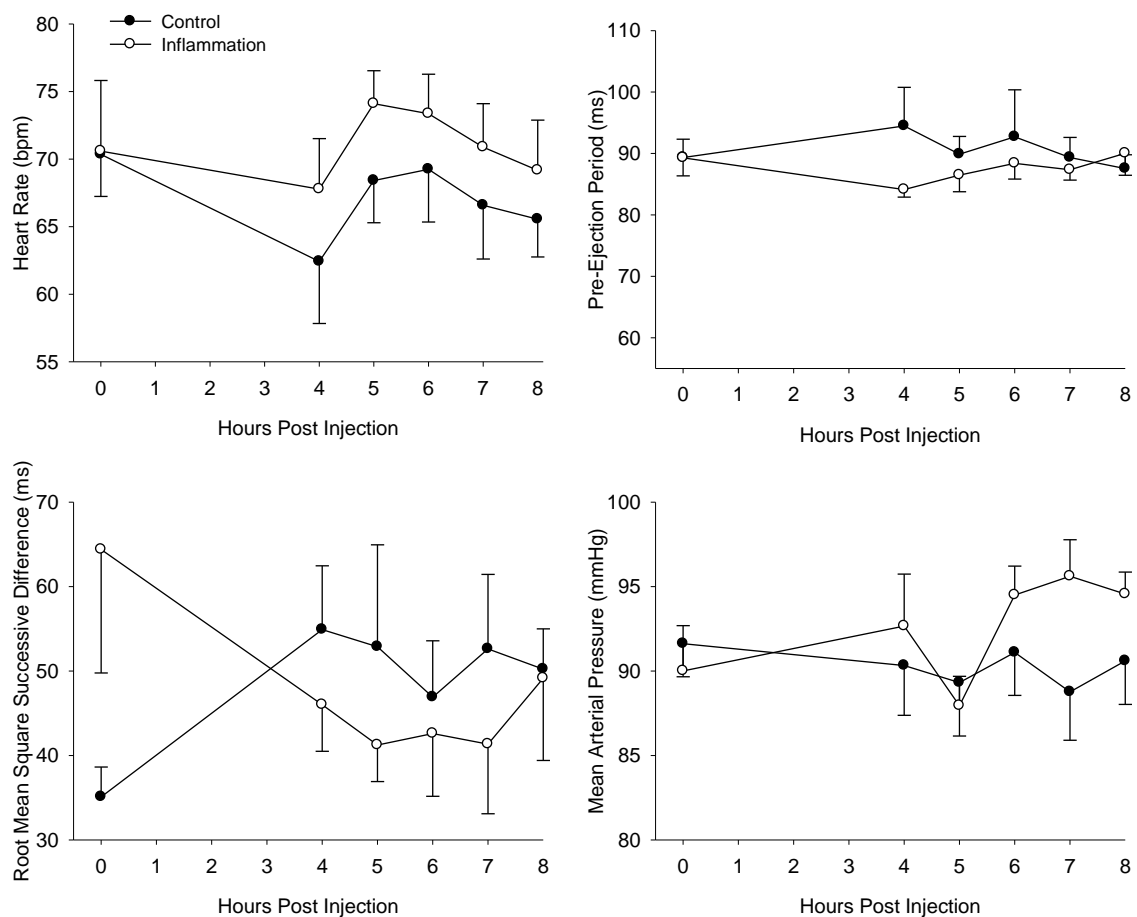 Control
Inflammation
Heart Rate (bpm)
80
75
70
65
60
55
0 1 2 3 4 5 6 7 8
Hours Post Injection
Pre-Ejection Period (ms)
110
100
90
80
70
60
0 1 2 3 4 5 6 7 8
Hours Post Injection
Root Mean Square Successive Difference (ms)
70
60
50
40
30
0 1 2 3 4 5 6 7 8
Hours Post Injection
Mean Arterial Pressure (mmHg)
100
95
90
85
80
0 1 2 3 4 5 6 7 8
Hours Post Injection